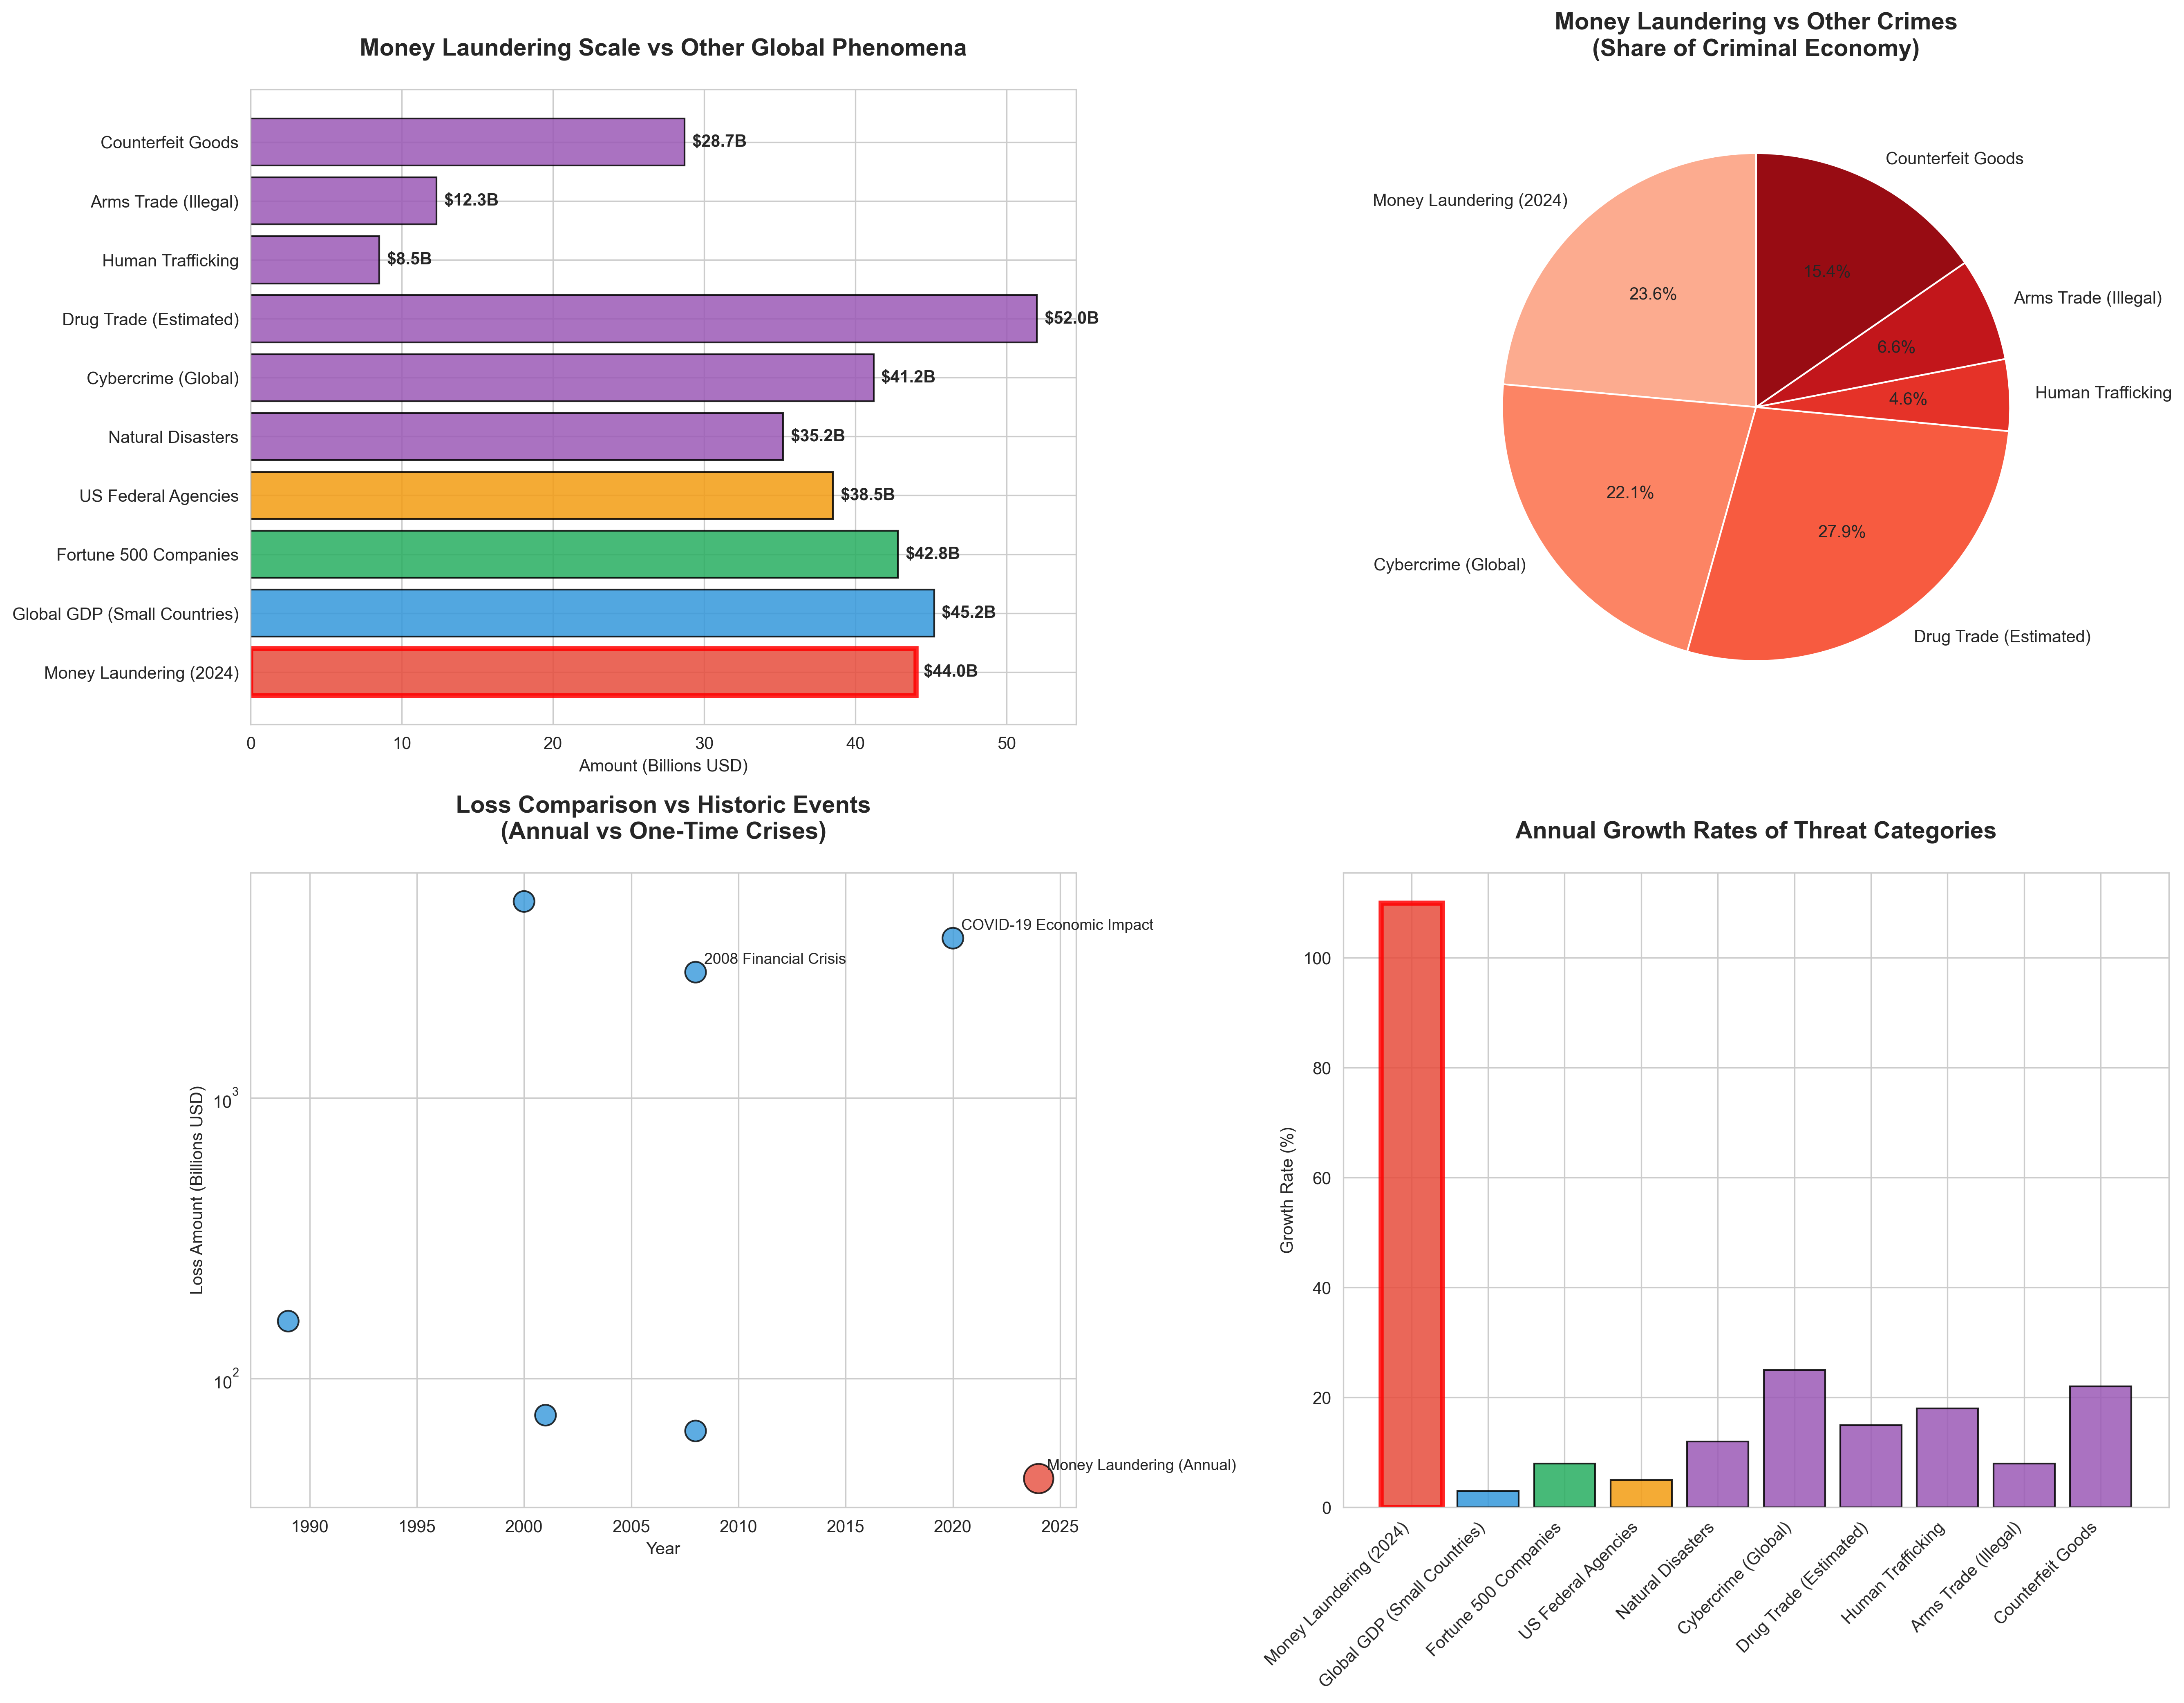 Money Laundering Scale vs Other Global Phenomena
Counterfeit Goods
$28.7B
Arms Trade (Illegal)
$12.3B
Human Trafficking
$8.5B
Drug Trade (Estimated)
$52.0B
Cybercrime (Global)
$41.2B
Natural Disasters
$35.2B
US Federal Agencies
$38.5B
Fortune 500 Companies
$42.8B
Global GDP (Small Countries)
$45.2B
Money Laundering (2024)
$44.0B
0 10 20 30 40 50
Amount (Billions USD)
Money Laundering vs Other Crimes
(Share of Criminal Economy)
Counterfeit Goods
Money Laundering (2024)
15.4%
23.6%
Arms Trade (Illegal)
6.6%
Human Trafficking
4.6%
22.1%
27.9%
Cybercrime (Global)
Drug Trade (Estimated)
Loss Comparison vs Historic Events
(Annual vs One-Time Crises)
COVID-19 Economic Impact
2008 Financial Crisis
10³
10²
Loss Amount (Billions USD)
Money Laundering (Annual)
1990 1995 2000 2005 2010 2015 2020 2025
Year
Annual Growth Rates of Threat Categories
100
80
60
40
20
0
Growth Rate (%)
Money Laundering (2024)
Global GDP (Small Countries)
Fortune 500 Companies
US Federal Agencies
Natural Disasters
Cybercrime (Global)
Drug Trade (Estimated)
Human Trafficking
Arms Trade (Illegal)
Counterfeit Goods